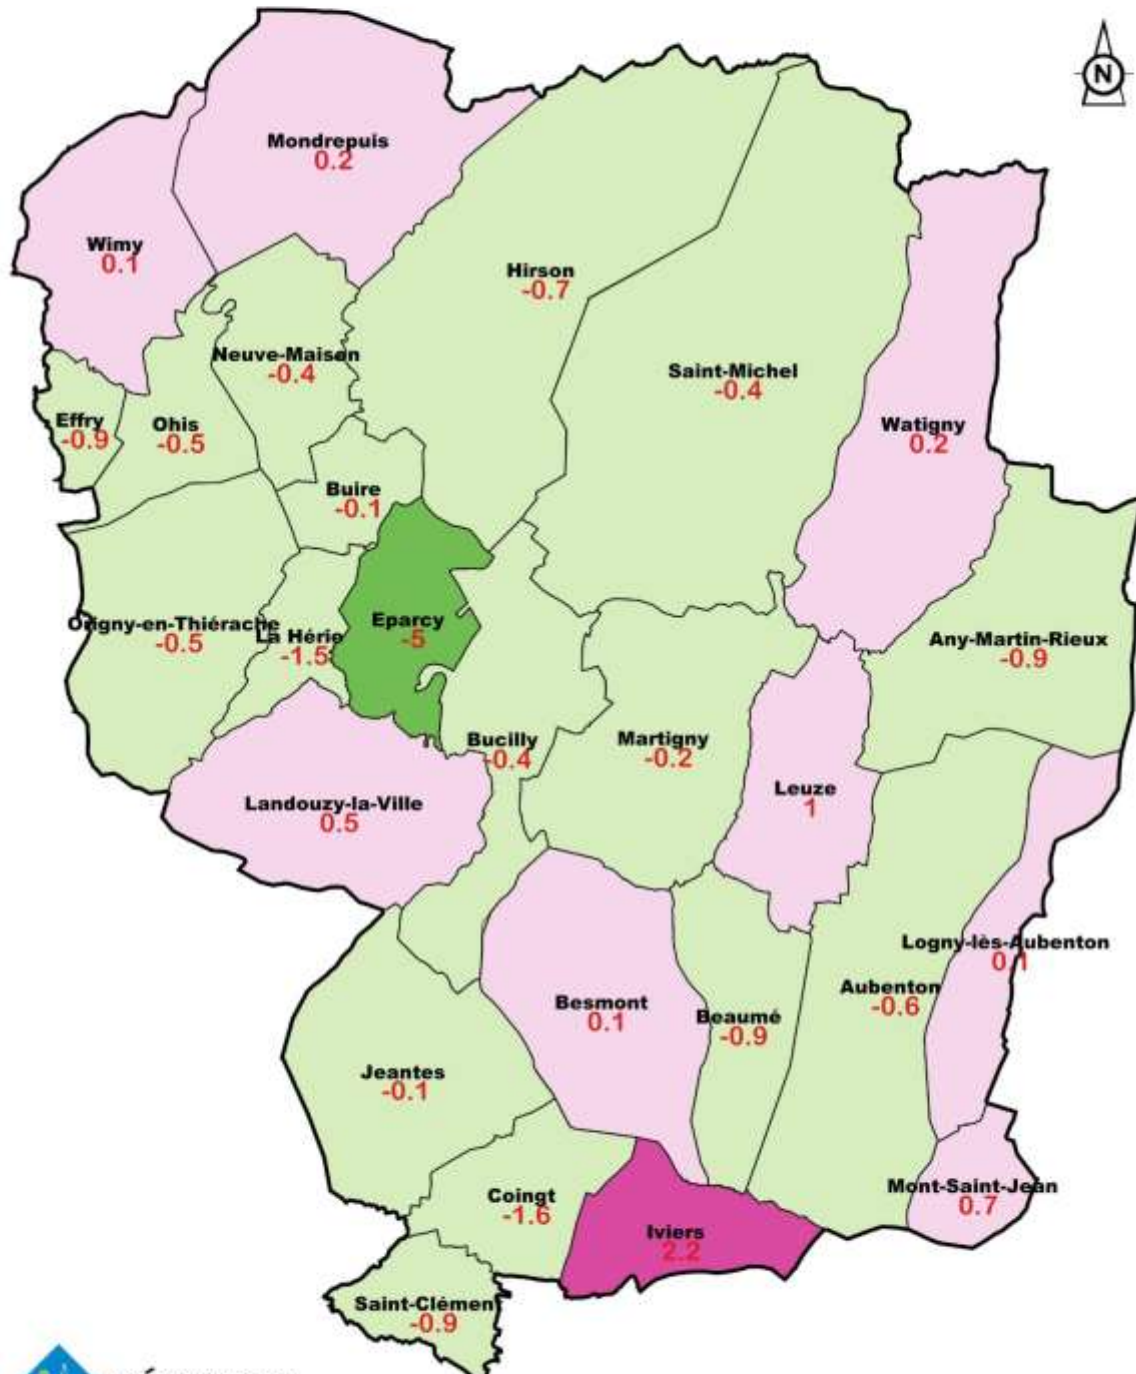 N
Mondrepuis
0.2
Wimy
0.1
Hirson
-0.7
Neuve-Maison
-0.4
Saint-Michel
-0.4
Effry
-0.9
Ohis
-0.5
Watigny
0.2
Buire
-0.1
Origny-en-Thiérache
-0.5
La Hérie
-1.5
Eparcy
-5
Any-Martin-Rieux
-0.9
Bucilly
-0.4
Martigny
-0.2
Leuze
1
Landouzy-la-Ville
0.5
Logny-lès-Aubenton
0.1
Aubenton
-0.6
Besmont
0.1
Beaumé
-0.9
Jeantes
-0.1
Coingt
-1.6
Mont-Saint-Jean
0.7
Iviers
2.2
Saint-Clément
-0.9